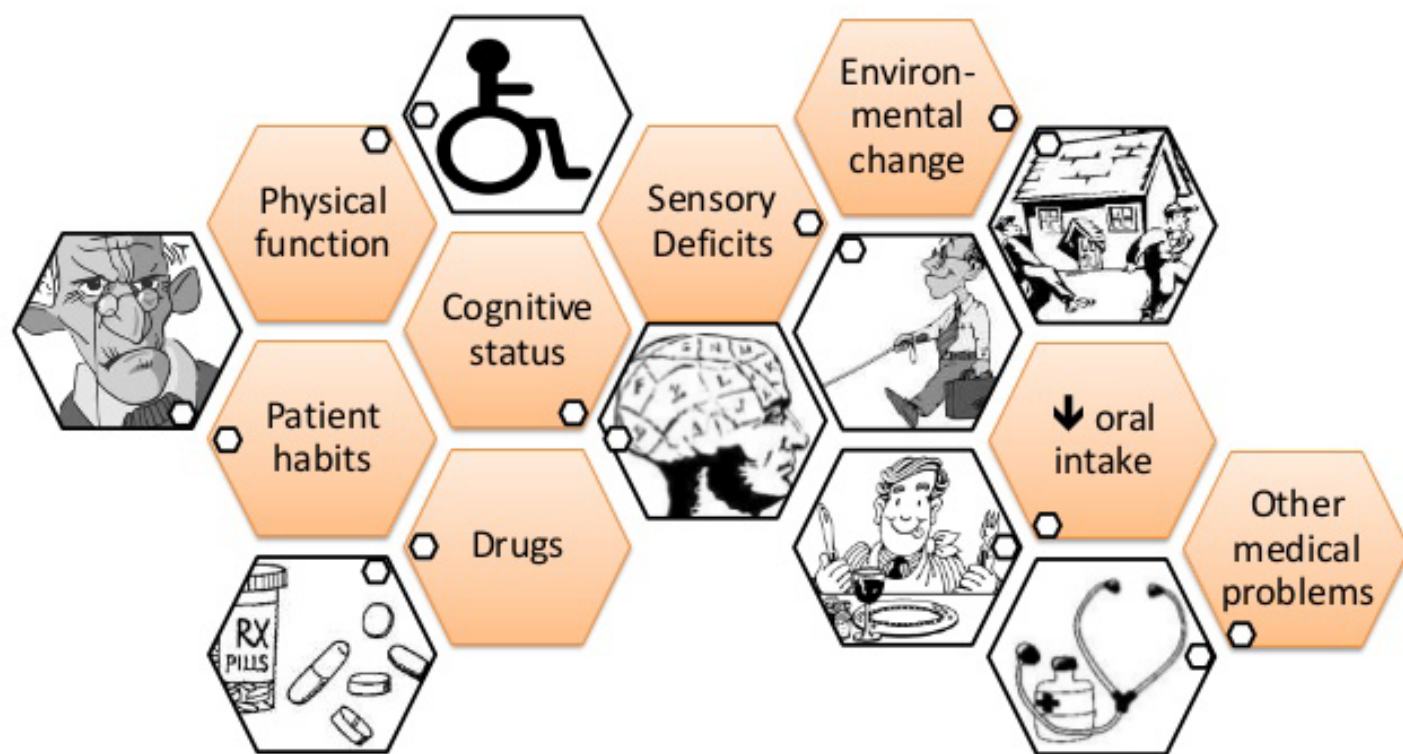 Environ-
mental
change
Physical
function
Sensory
Deficits
Cognitive
status
Patient
habits
↓ oral
intake
Drugs
Other
medical
problems
RX
PILLS